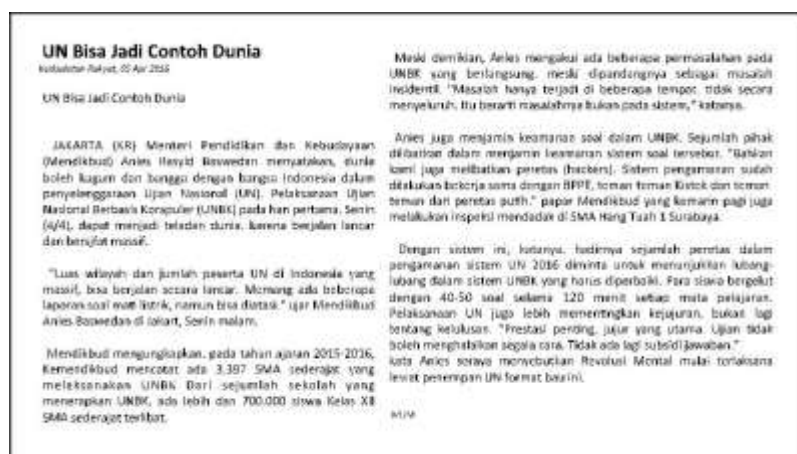 UN Bisa Jadi Contoh Dunia
Kedaulatan Rakyat, 05 Apr 2016
UN Bisa Jadi Contoh Dunia
JAKARTA (KR) Menteri Pendidikan dan Kebudayaan
(Mendikbud) Anies Rasyid Baswedan menyatakan, dunia
boleh kagum dan bangga dengan bangsa Indonesia dalam
penyelenggaraan Ujian Nasional (UN). Pelaksanaan Ujian
Nasional Berbasis Komputer (UNBK) pada hari pertama, Senin
(4/4), dapat menjadi teladan dunia, karena berjalan lancar
dan bersifat massif.
"Luas wilayah dan jumlah peserta UN di Indonesia yang
massif, bisa berjalan secara lancar. Memang ada beberapa
laporan soal mati listrik, namun bisa diatasi." ujar Mendikbud
Anies Baswedan di Jakart, Senin malam.
Mendikbud mengungkapkan, pada tahun ajaran 2015-2016,
Kemendikbud mencatat ada 3.397 SMA sederajat yang
meleksanakan UNBK Dari sejumlah sekolah yang
menerapkan UNBK, ada lebih dan 700.000 siswa Kelas XII
SMA sederajat terlibat.
Meski demikian, Anies mengakui ada beberapa permasalahan pada
UNBK yang berlangsung, meski dipandangnya sebagai masalah
insidentil. "Masalah hanya terjadi di beberapa tempat, tidak secara
menyeluruh. Itu berarti masalahnya bukan pada sistem," katanya.
Anies juga menjamin keamanan soal dalam UNBK. Sejumlah pihak
dilibatkan dalam menjamin keamanan sistem soal tersebut. "Bahkan
kami juga melibatkan peretas (hackers). Sistem pengamanan sudah
dilakukan bekerja sama dengan BPPE, teman teman dan teman
teman dari peretas putih." papar Mendikbud yang kemarin pagi juga
melakukan inspeksi mendadak di SMA Hang Tuah 1 Surabaya.
Dengan sistem ini, katanya, hadirnya sejumlah peretas dalam
pengamanan sistem UN 2016 diminta untuk menunjukkan lubang-
lubang dalam sistem UNBK yang harus diperbaiki. Para siswa bergelut
dengan 40-50 soal selama 120 menit setiap mata pelajaran.
Pelaksanaan UN juga lebih mementingkan kejujuran, bukan lagi
tentang kelulusan. "Prestasi penting, jujur yang utama. Ujian tidak
boleh menghalalkan segala cara. Tidak ada lagi subsidi jawaban."
kata Anies seraya menyebutkan Revolusi Mental mulai terlaksana
lewat penerapan UN format baru ini.